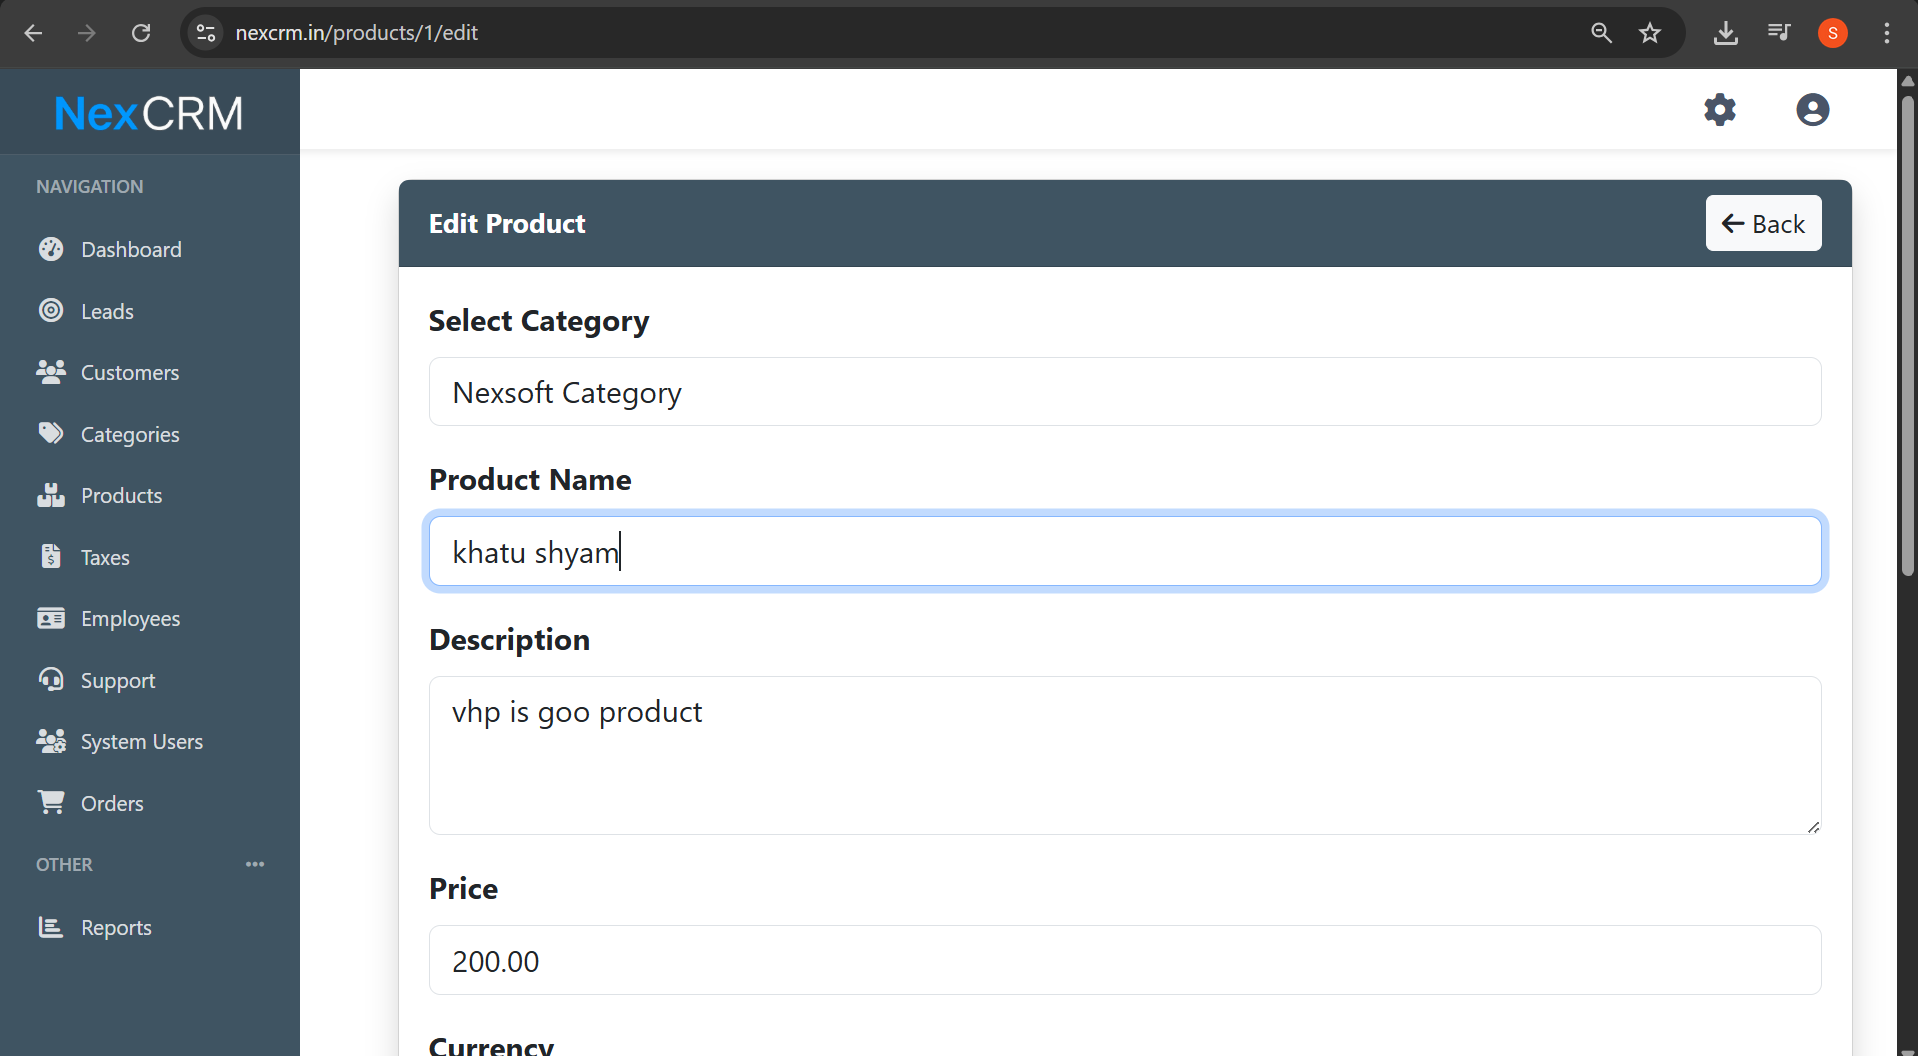 nexcrm.in/products/1/edit
S
NexCRM
NAVIGATION
Dashboard
Leads
Customers
Categories
Products
Taxes
Employees
Support
System Users
Orders
OTHER
Reports
Edit Product
Back
Select Category
Nexsoft Category
Product Name
khatu shyam
Description
vhp is goo product
Price
200.00
Currency